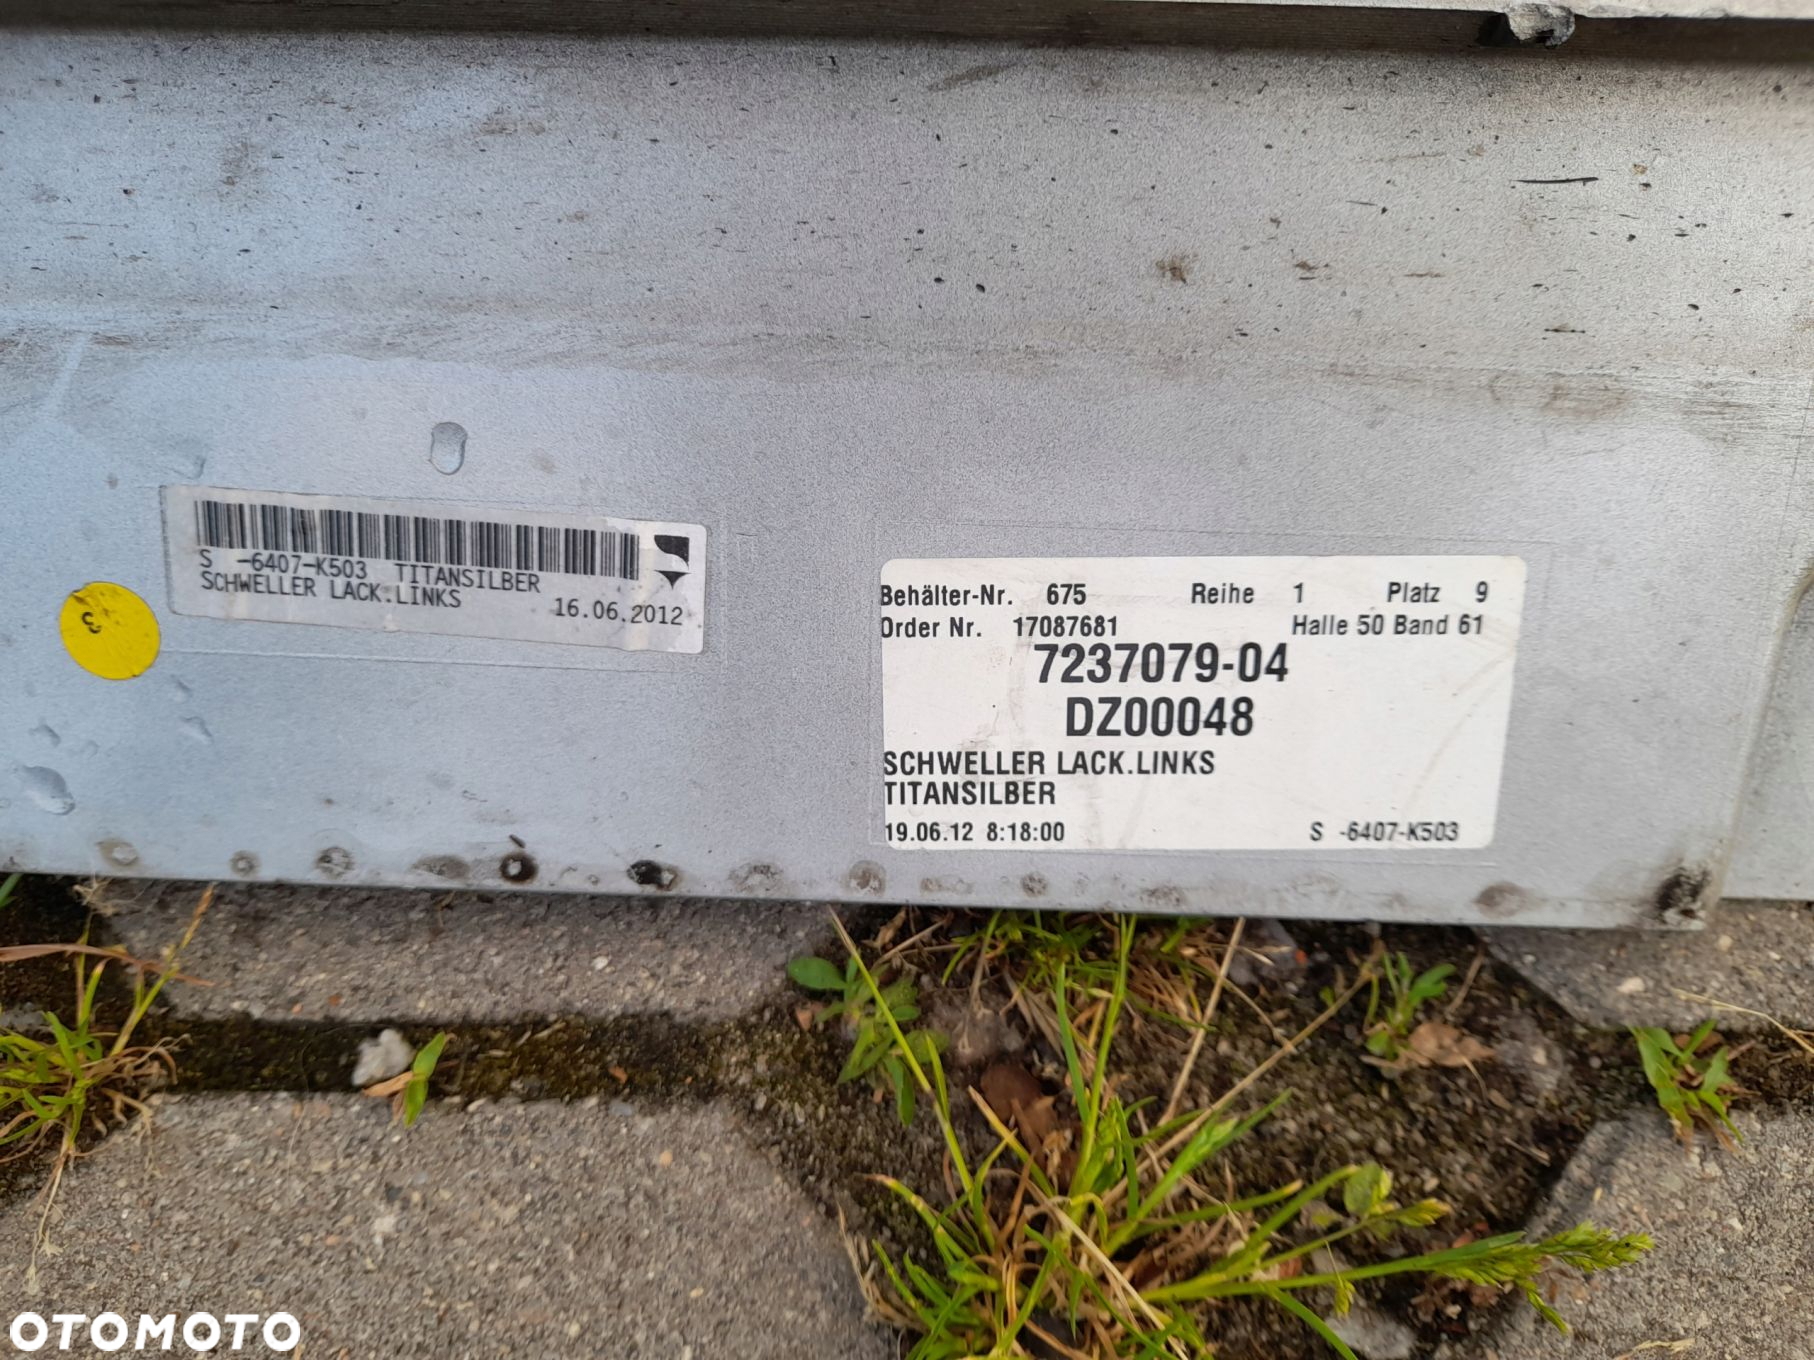 S -6407-K503 TITANSILBER
SCHWELLER LACK.LINKS
16.06.2012
3
Behälter-Nr. 675 Reihe 1 Platz 9
Order Nr. 17087681 Halle 50 Band 61
7237079-04
DZ00048
SCHWELLER LACK.LINKS
TITANSILBER
19.06.12 8:18:00 S -6407-K503
OTOMOTO